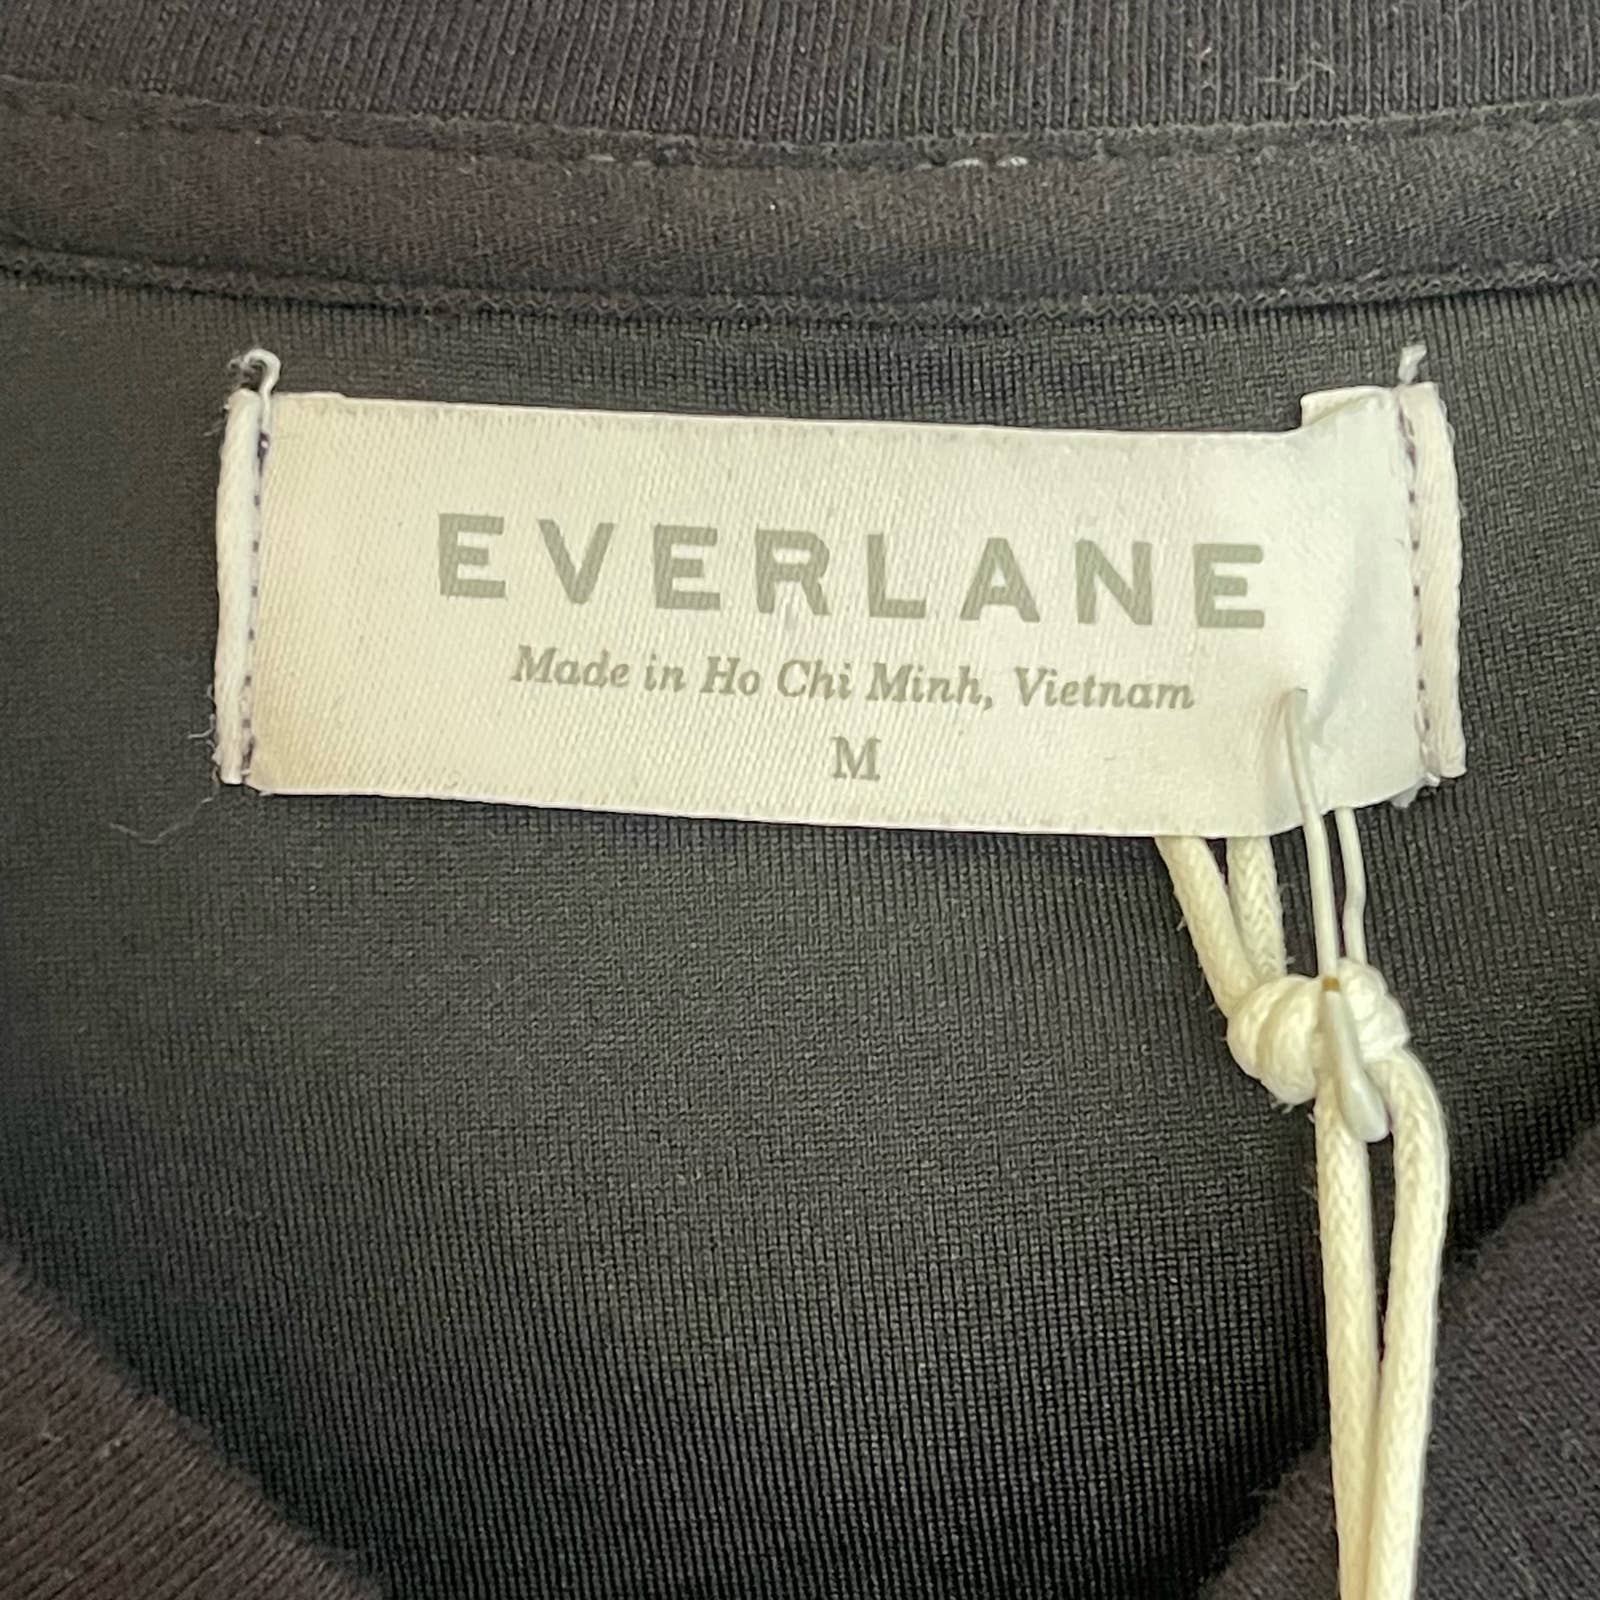 EVERLANE
Made in Ho Chi Minh, Vietnam
M